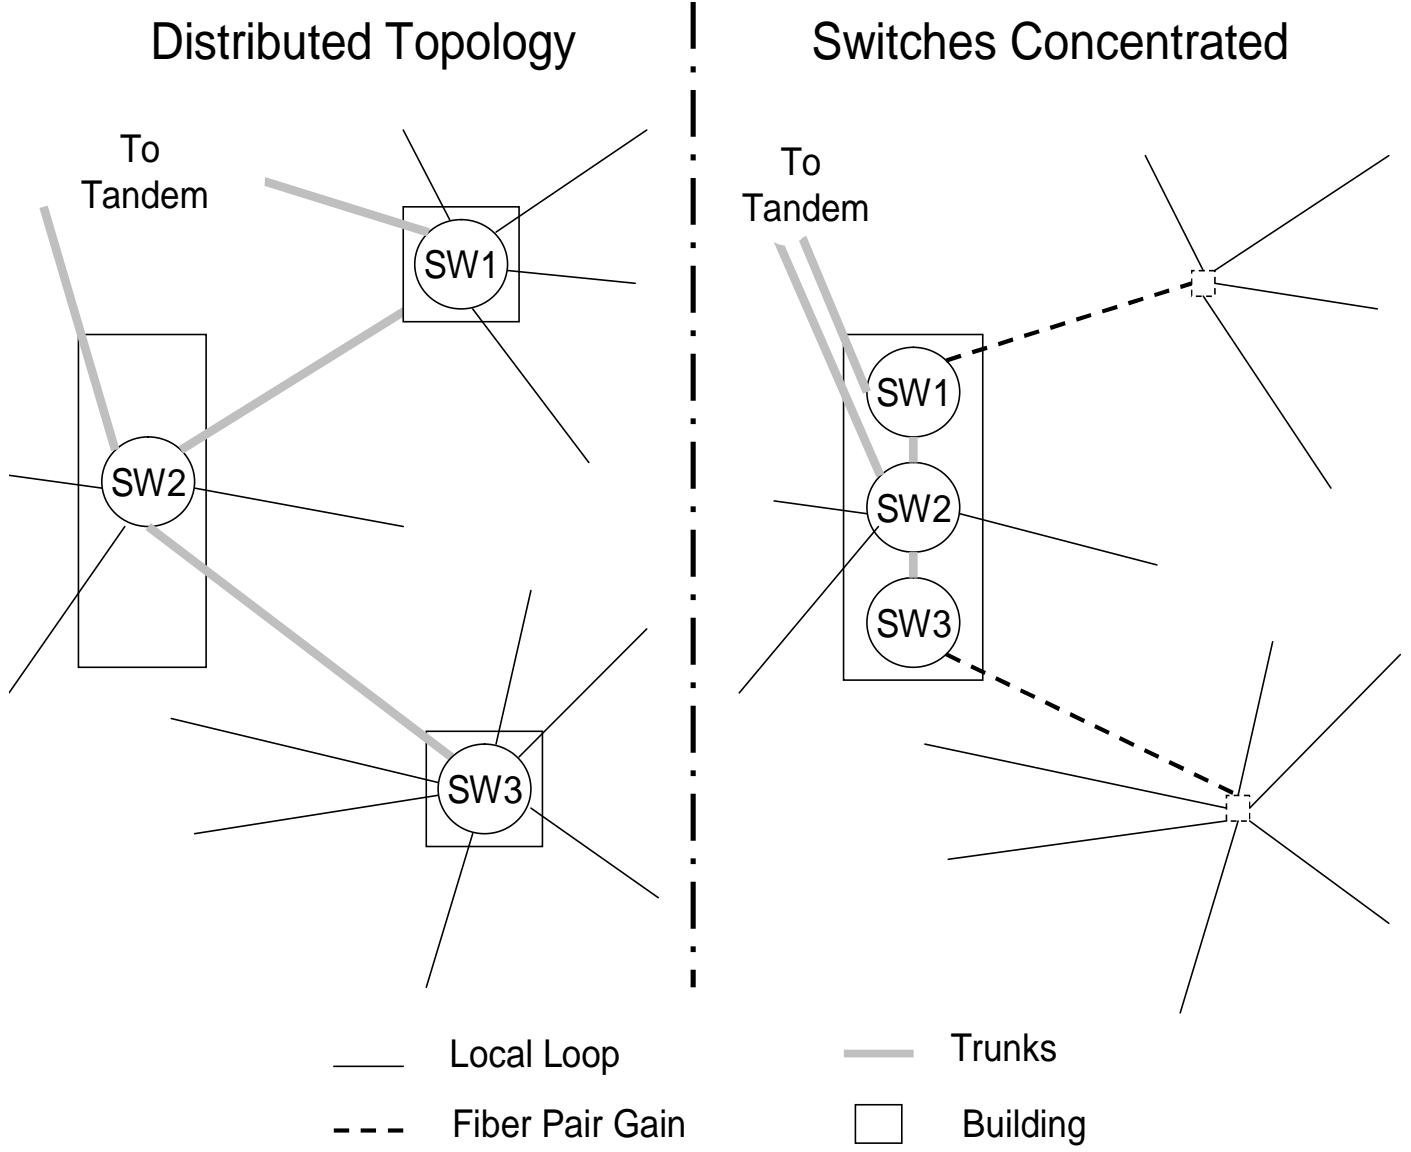 Distributed Topology
Switches Concentrated
To
Tandem
To
Tandem
SW1
SW2
SW3
SW1
SW2
SW3
Local Loop
Trunks
Fiber Pair Gain
Building